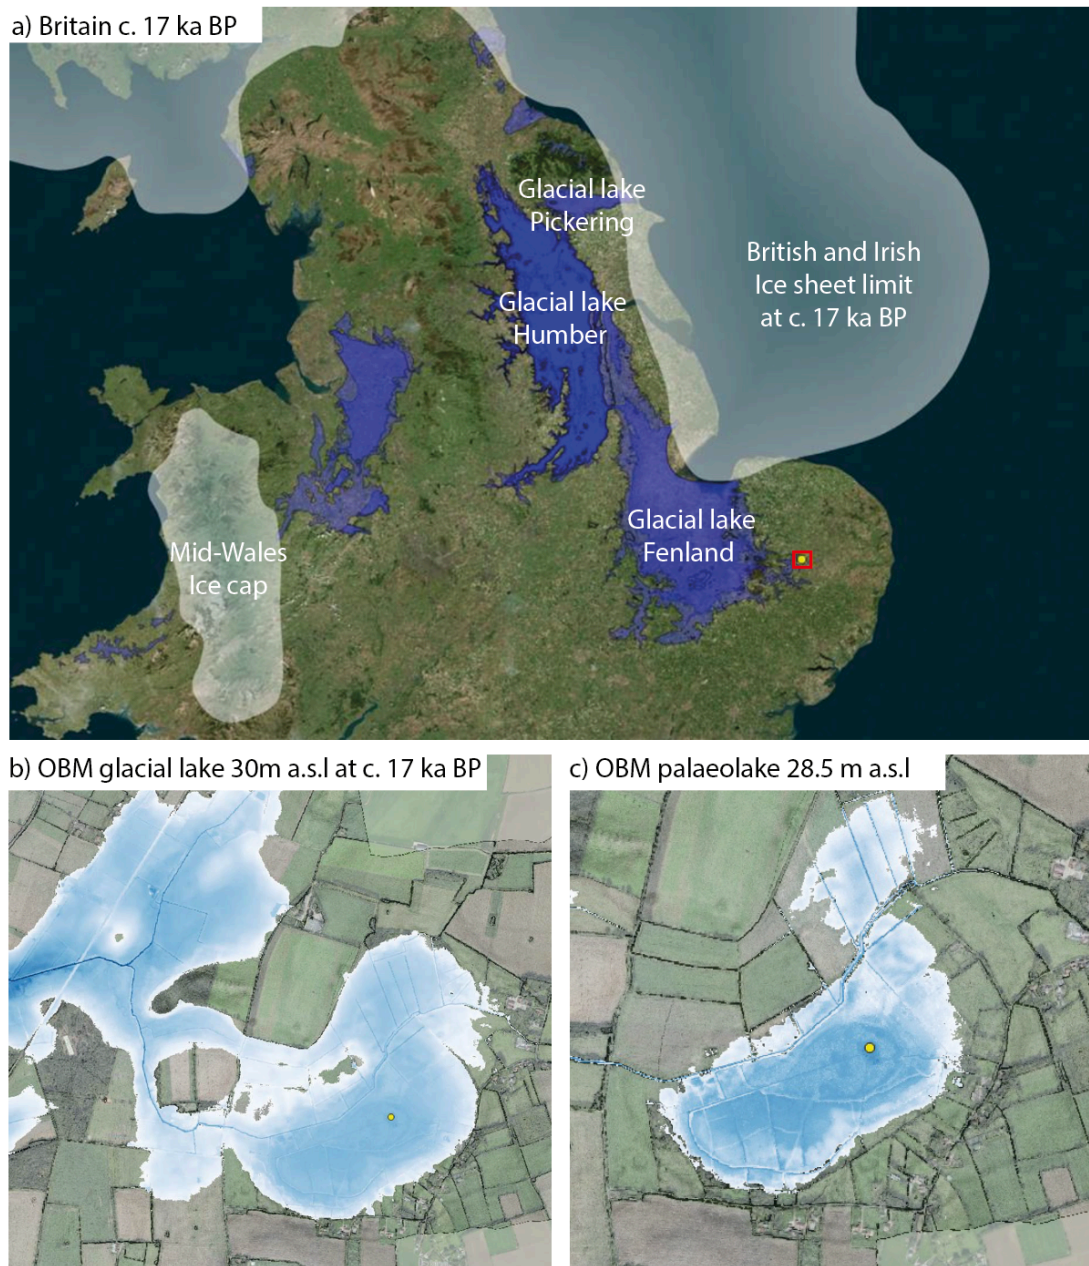 a) Britain c. 17 ka BP
Glacial lake
Pickering
British and Irish
Ice sheet limit
at c. 17 ka BP
Glacial lake
Humber
Glacial lake
Fenland
Mid-Wales
Ice cap
b) OBM glacial lake 30m a.s.l at c. 17 ka BP
c) OBM palaeolake 28.5 m a.s.l